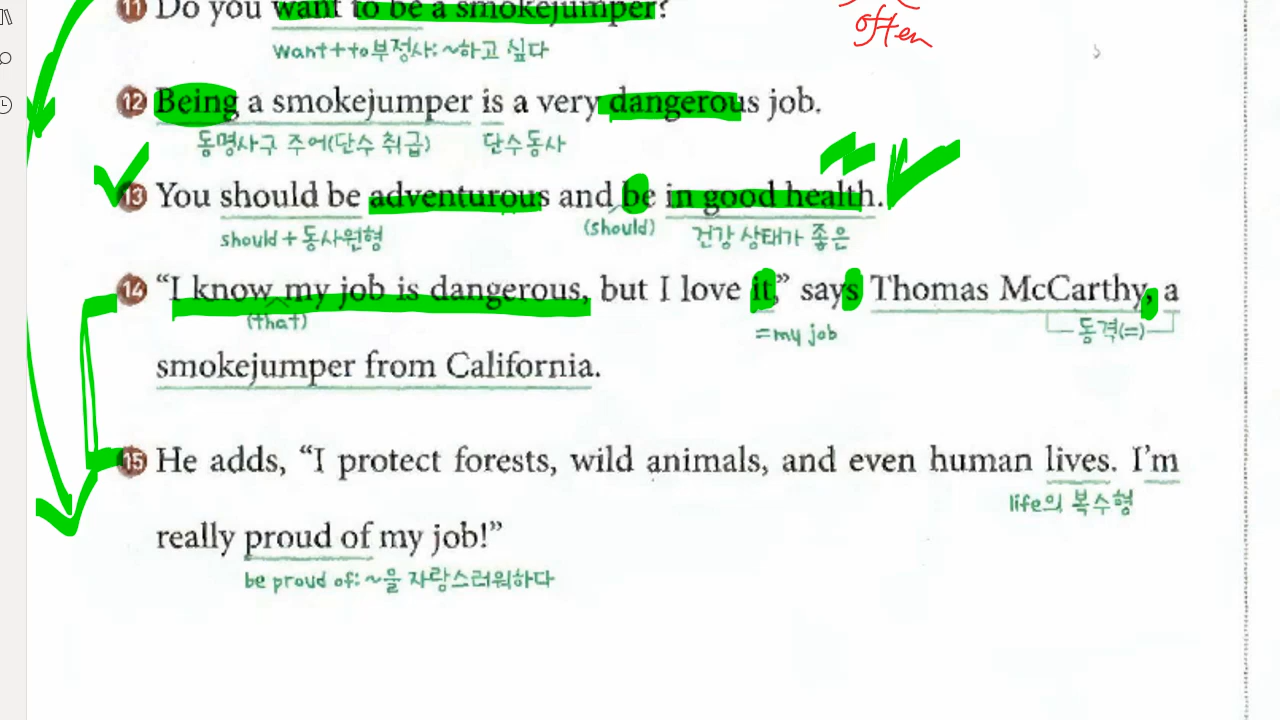 ⑪ Do you want to be a smokejumper?
often
want+to부정사: ~하고 싶다
⑫ Being a smokejumper is a very dangerous job.
동명사구 주어(단수 취급) 단수동사
⑬ You should be adventurous and be in good health.
should + 동사원형 (should) 건강 상태가 좋은
⑭ “I know my job is dangerous, but I love it,” says Thomas McCarthy, a
(that) =my job 동격(=)
smokejumper from California.
⑮ He adds, “I protect forests, wild animals, and even human lives. I’m
life의 복수형
really proud of my job!”
be proud of: ~을 자랑스러워하다